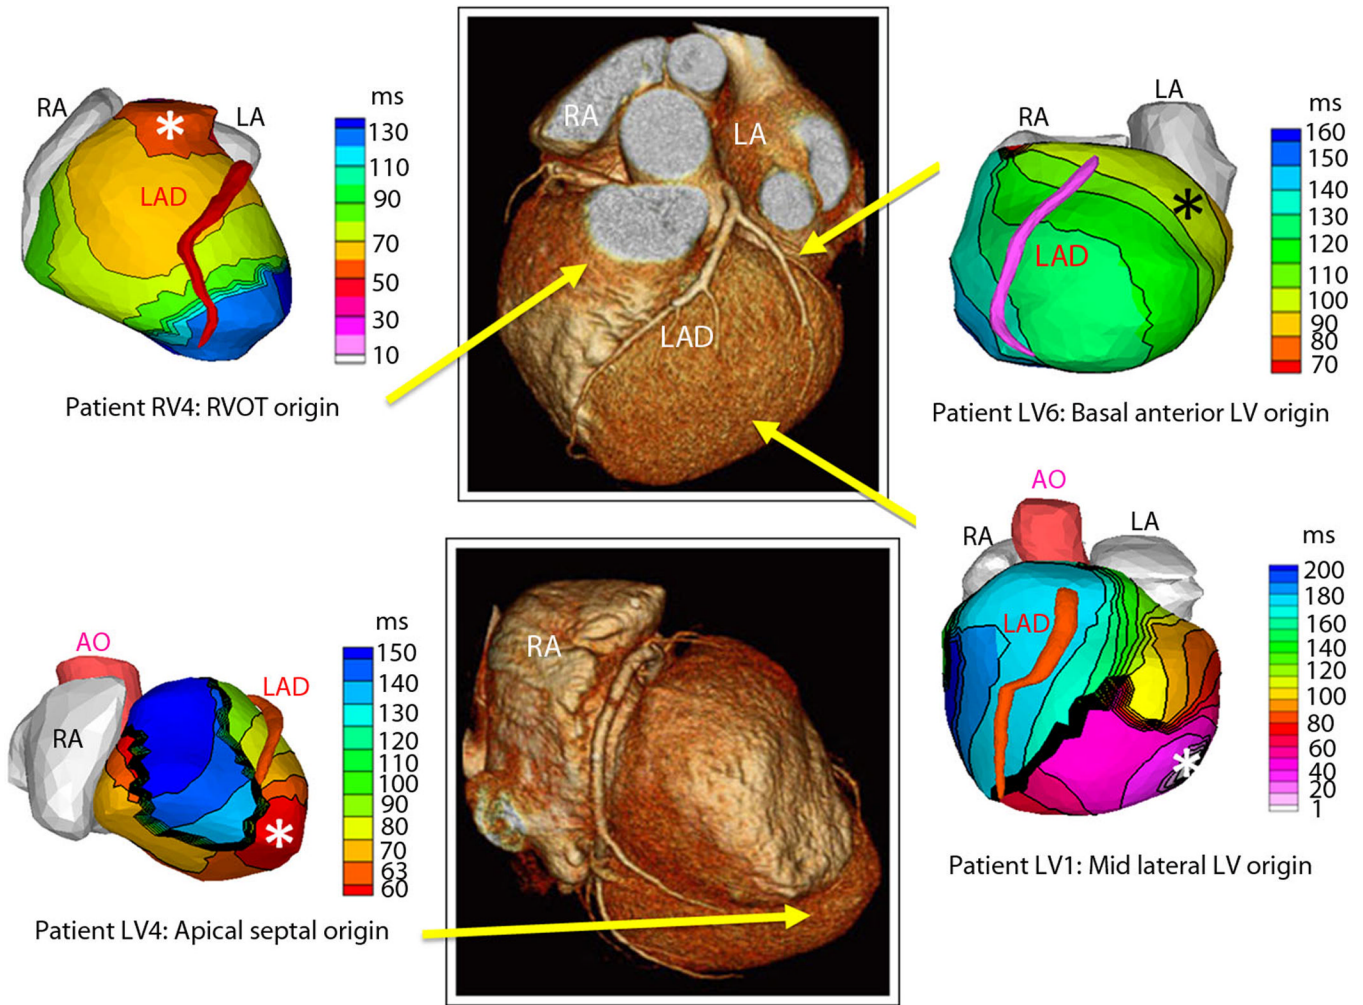 RA
LA
LAD
*
ms
130
110
90
70
50
30
10
Patient RV4: RVOT origin
RA
LA
LAD
RA
LA
LAD
*
ms
160
150
140
130
120
110
100
90
80
70
Patient LV6: Basal anterior LV origin
AO
RA
LAD
*
ms
150
140
130
120
110
100
90
80
70
63
60
Patient LV4: Apical septal origin
RA
AO
RA
LA
LAD
*
ms
200
180
160
140
120
100
80
60
40
20
1
Patient LV1: Mid lateral LV origin